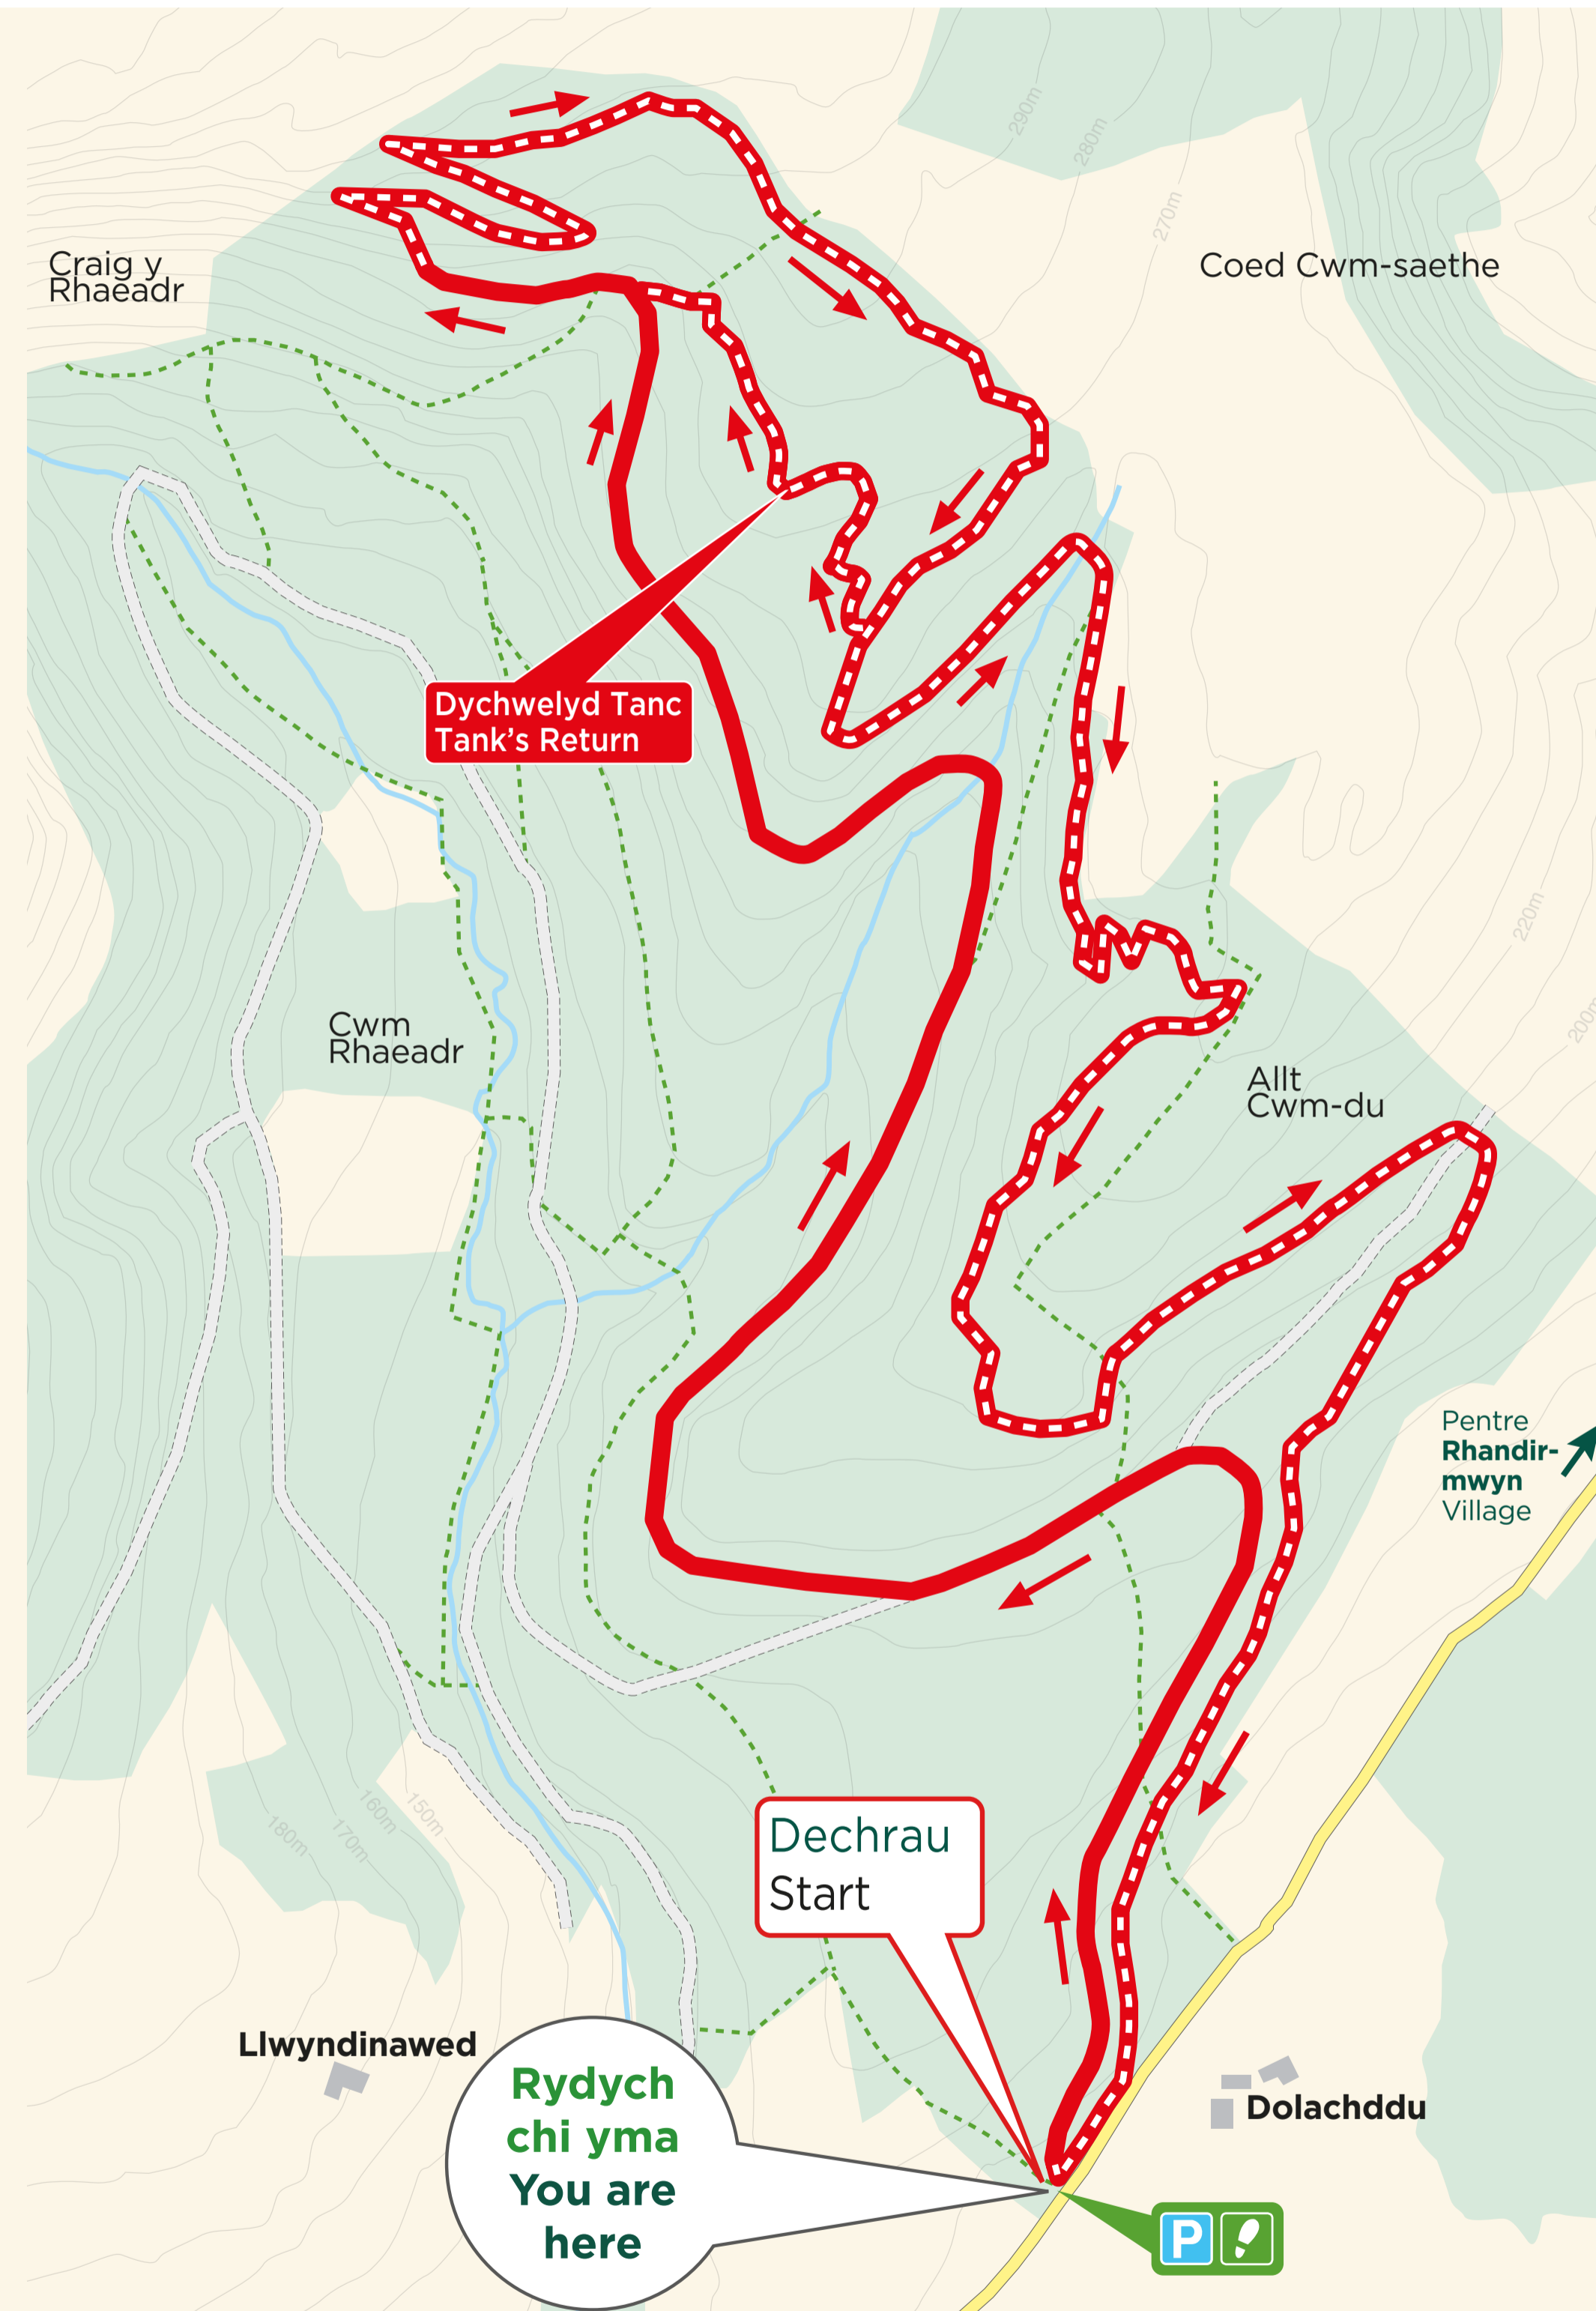 290m
280m
270m
Craig y
Rhaeadr
Coed Cwm-saethe
Dychwelyd Tanc
Tank's Return
220m
200m
Cwm
Rhaeadr
Allt
Cwm-du
Pentre
Rhandir-
mwyn
Village
180m
170m
160m
150m
Dechrau
Start
Llwyndinawed
Dolachddu
Rydych
chi yma
You are
here
P